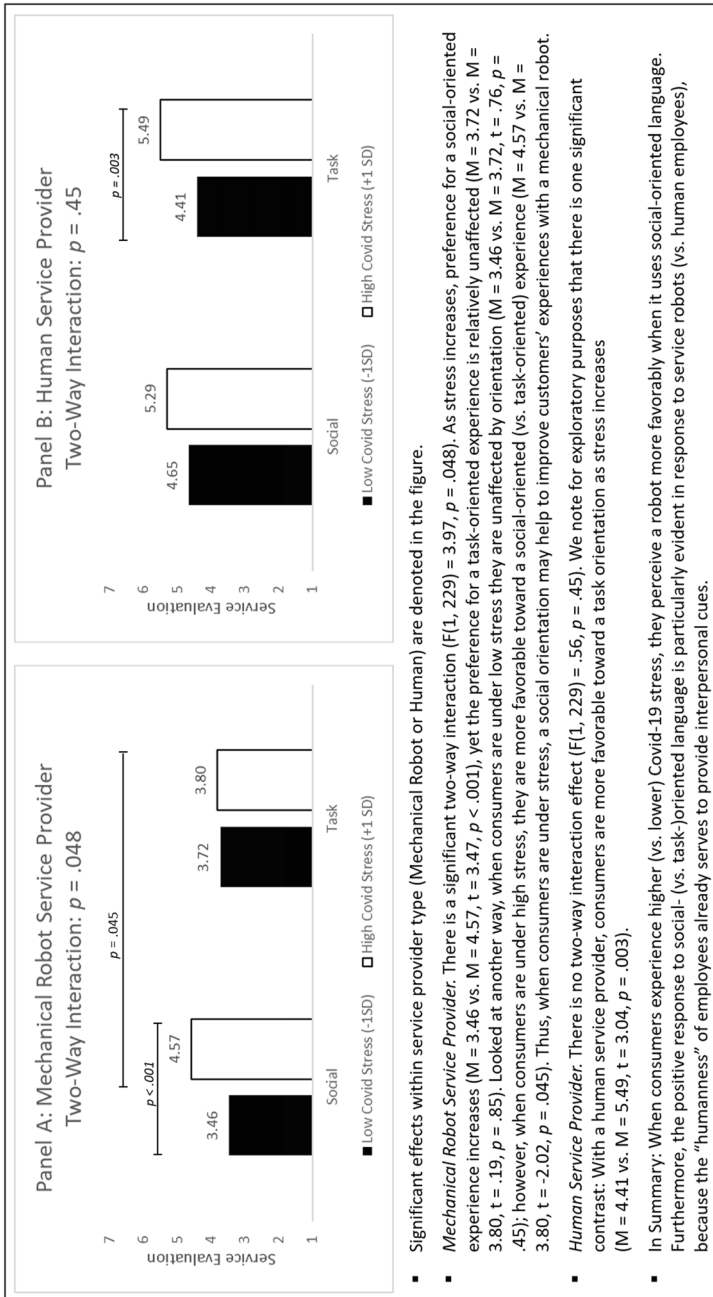 Panel A: Mechanical Robot Service Provider
Two-Way Interaction: p = .048
p = .045
p < .001
7
6
5
4
3
2
1
Service Evaluation
3.46
4.57
3.72
3.80
Social
Task
Low Covid Stress (-1SD)
High Covid Stress (+1 SD)
Panel B: Human Service Provider
Two-Way Interaction: p = .45
p = .003
7
6
5
4
3
2
1
Service Evaluation
4.65
5.29
4.41
5.49
Social
Task
Low Covid Stress (-1SD)
High Covid Stress (+1 SD)
▪ Significant effects within service provider type (Mechanical Robot or Human) are denoted in the figure.
▪ Mechanical Robot Service Provider. There is a significant two-way interaction (F(1, 229) = 3.97, p = .048). As stress increases, preference for a social-oriented
experience increases (M = 3.46 vs. M = 4.57, t = 3.47, p < .001), yet the preference for a task-oriented experience is relatively unaffected (M = 3.72 vs. M =
3.80, t = .19, p = .85). Looked at another way, when consumers are under low stress they are unaffected by orientation (M = 3.46 vs. M = 3.72, t = .76, p =
.45); however, when consumers are under high stress, they are more favorable toward a social-oriented (vs. task-oriented) experience (M = 4.57 vs. M =
3.80, t = -2.02, p = .045). Thus, when consumers are under stress, a social orientation may help to improve customers’ experiences with a mechanical robot.
▪ Human Service Provider. There is no two-way interaction effect (F(1, 229) = .56, p = .45). We note for exploratory purposes that there is one significant
contrast: With a human service provider, consumers are more favorable toward a task orientation as stress increases
(M = 4.41 vs. M = 5.49, t = 3.04, p = .003).
▪ In Summary: When consumers experience higher (vs. lower) Covid-19 stress, they perceive a robot more favorably when it uses social-oriented language.
Furthermore, the positive response to social- (vs. task-)oriented language is particularly evident in response to service robots (vs. human employees),
because the “humanness” of employees already serves to provide interpersonal cues.